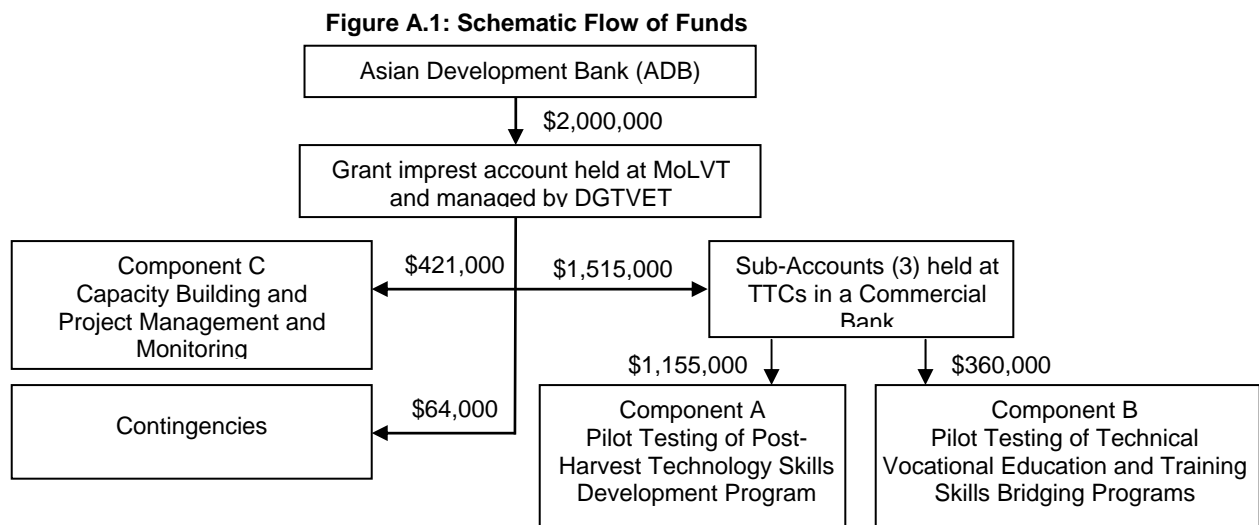 Figure A.1: Schematic Flow of Funds
Asian Development Bank (ADB)
$2,000,000
Grant imprest account held at MoLVT
and managed by DGTVET
Component C
Capacity Building and
Project Management and
Monitoring
$421,000
$1,515,000
Sub-Accounts (3) held at
TTCs in a Commercial
Bank
$1,155,000
$360,000
Contingencies
$64,000
Component A
Pilot Testing of Post-
Harvest Technology Skills
Development Program
Component B
Pilot Testing of Technical
Vocational Education and Training
Skills Bridging Programs